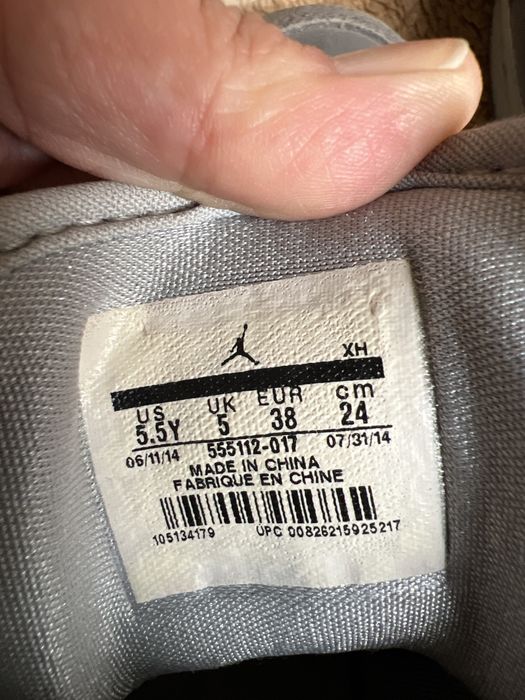 XH
US UK EUR cm
5.5Y 5 38 24
06/11/14 555112-017 07/31/14
MADE IN CHINA
FABRIQUE EN CHINE
105134179 UPC 00826215925217